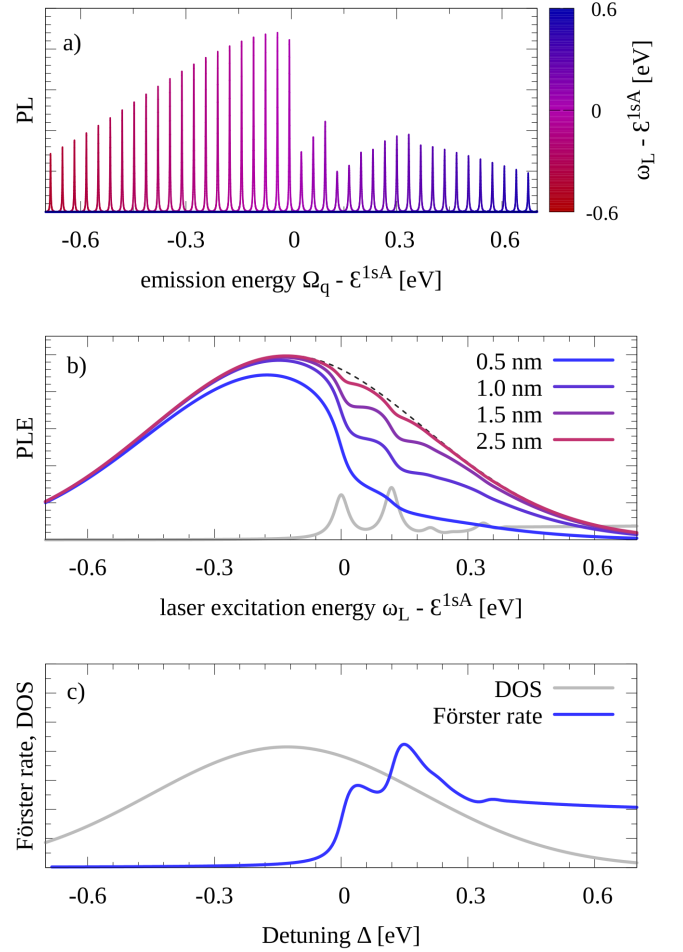 a)
PL
0.6
0
-0.6
ω_L - Ɛ^1sA [eV]
-0.6 -0.3 0 0.3 0.6
emission energy Ω_q - Ɛ^1sA [eV]
b)
PLE
0.5 nm
1.0 nm
1.5 nm
2.5 nm
-0.6 -0.3 0 0.3 0.6
laser excitation energy ω_L - Ɛ^1sA [eV]
c)
Förster rate, DOS
DOS
Förster rate
-0.6 -0.3 0 0.3 0.6
Detuning Δ [eV]